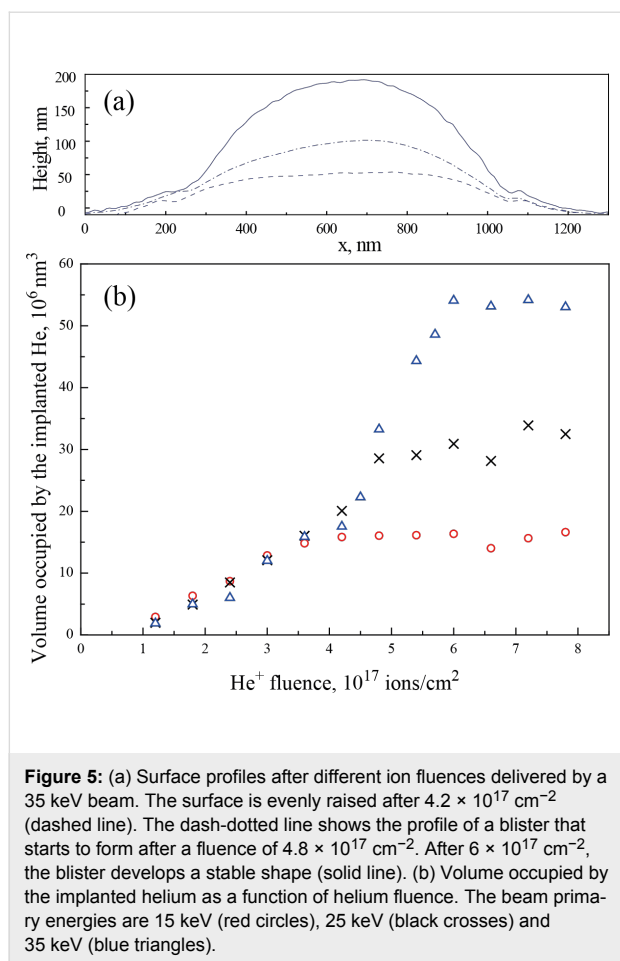 (a)
Height, nm
200
150
100
50
0
0 200 400 600 800 1000 1200
x, nm
(b)
Volume occupied by the implanted He, 10⁶ nm³
60
50
40
30
20
10
0
0 1 2 3 4 5 6 7 8
He⁺ fluence, 10¹⁷ ions/cm²
Figure 5: (a) Surface profiles after different ion fluences delivered by a
35 keV beam. The surface is evenly raised after 4.2 × 10¹⁷ cm⁻²
(dashed line). The dash-dotted line shows the profile of a blister that
starts to form after a fluence of 4.8 × 10¹⁷ cm⁻². After 6 × 10¹⁷ cm⁻²,
the blister develops a stable shape (solid line). (b) Volume occupied by
the implanted helium as a function of helium fluence. The beam prima-
ry energies are 15 keV (red circles), 25 keV (black crosses) and
35 keV (blue triangles).